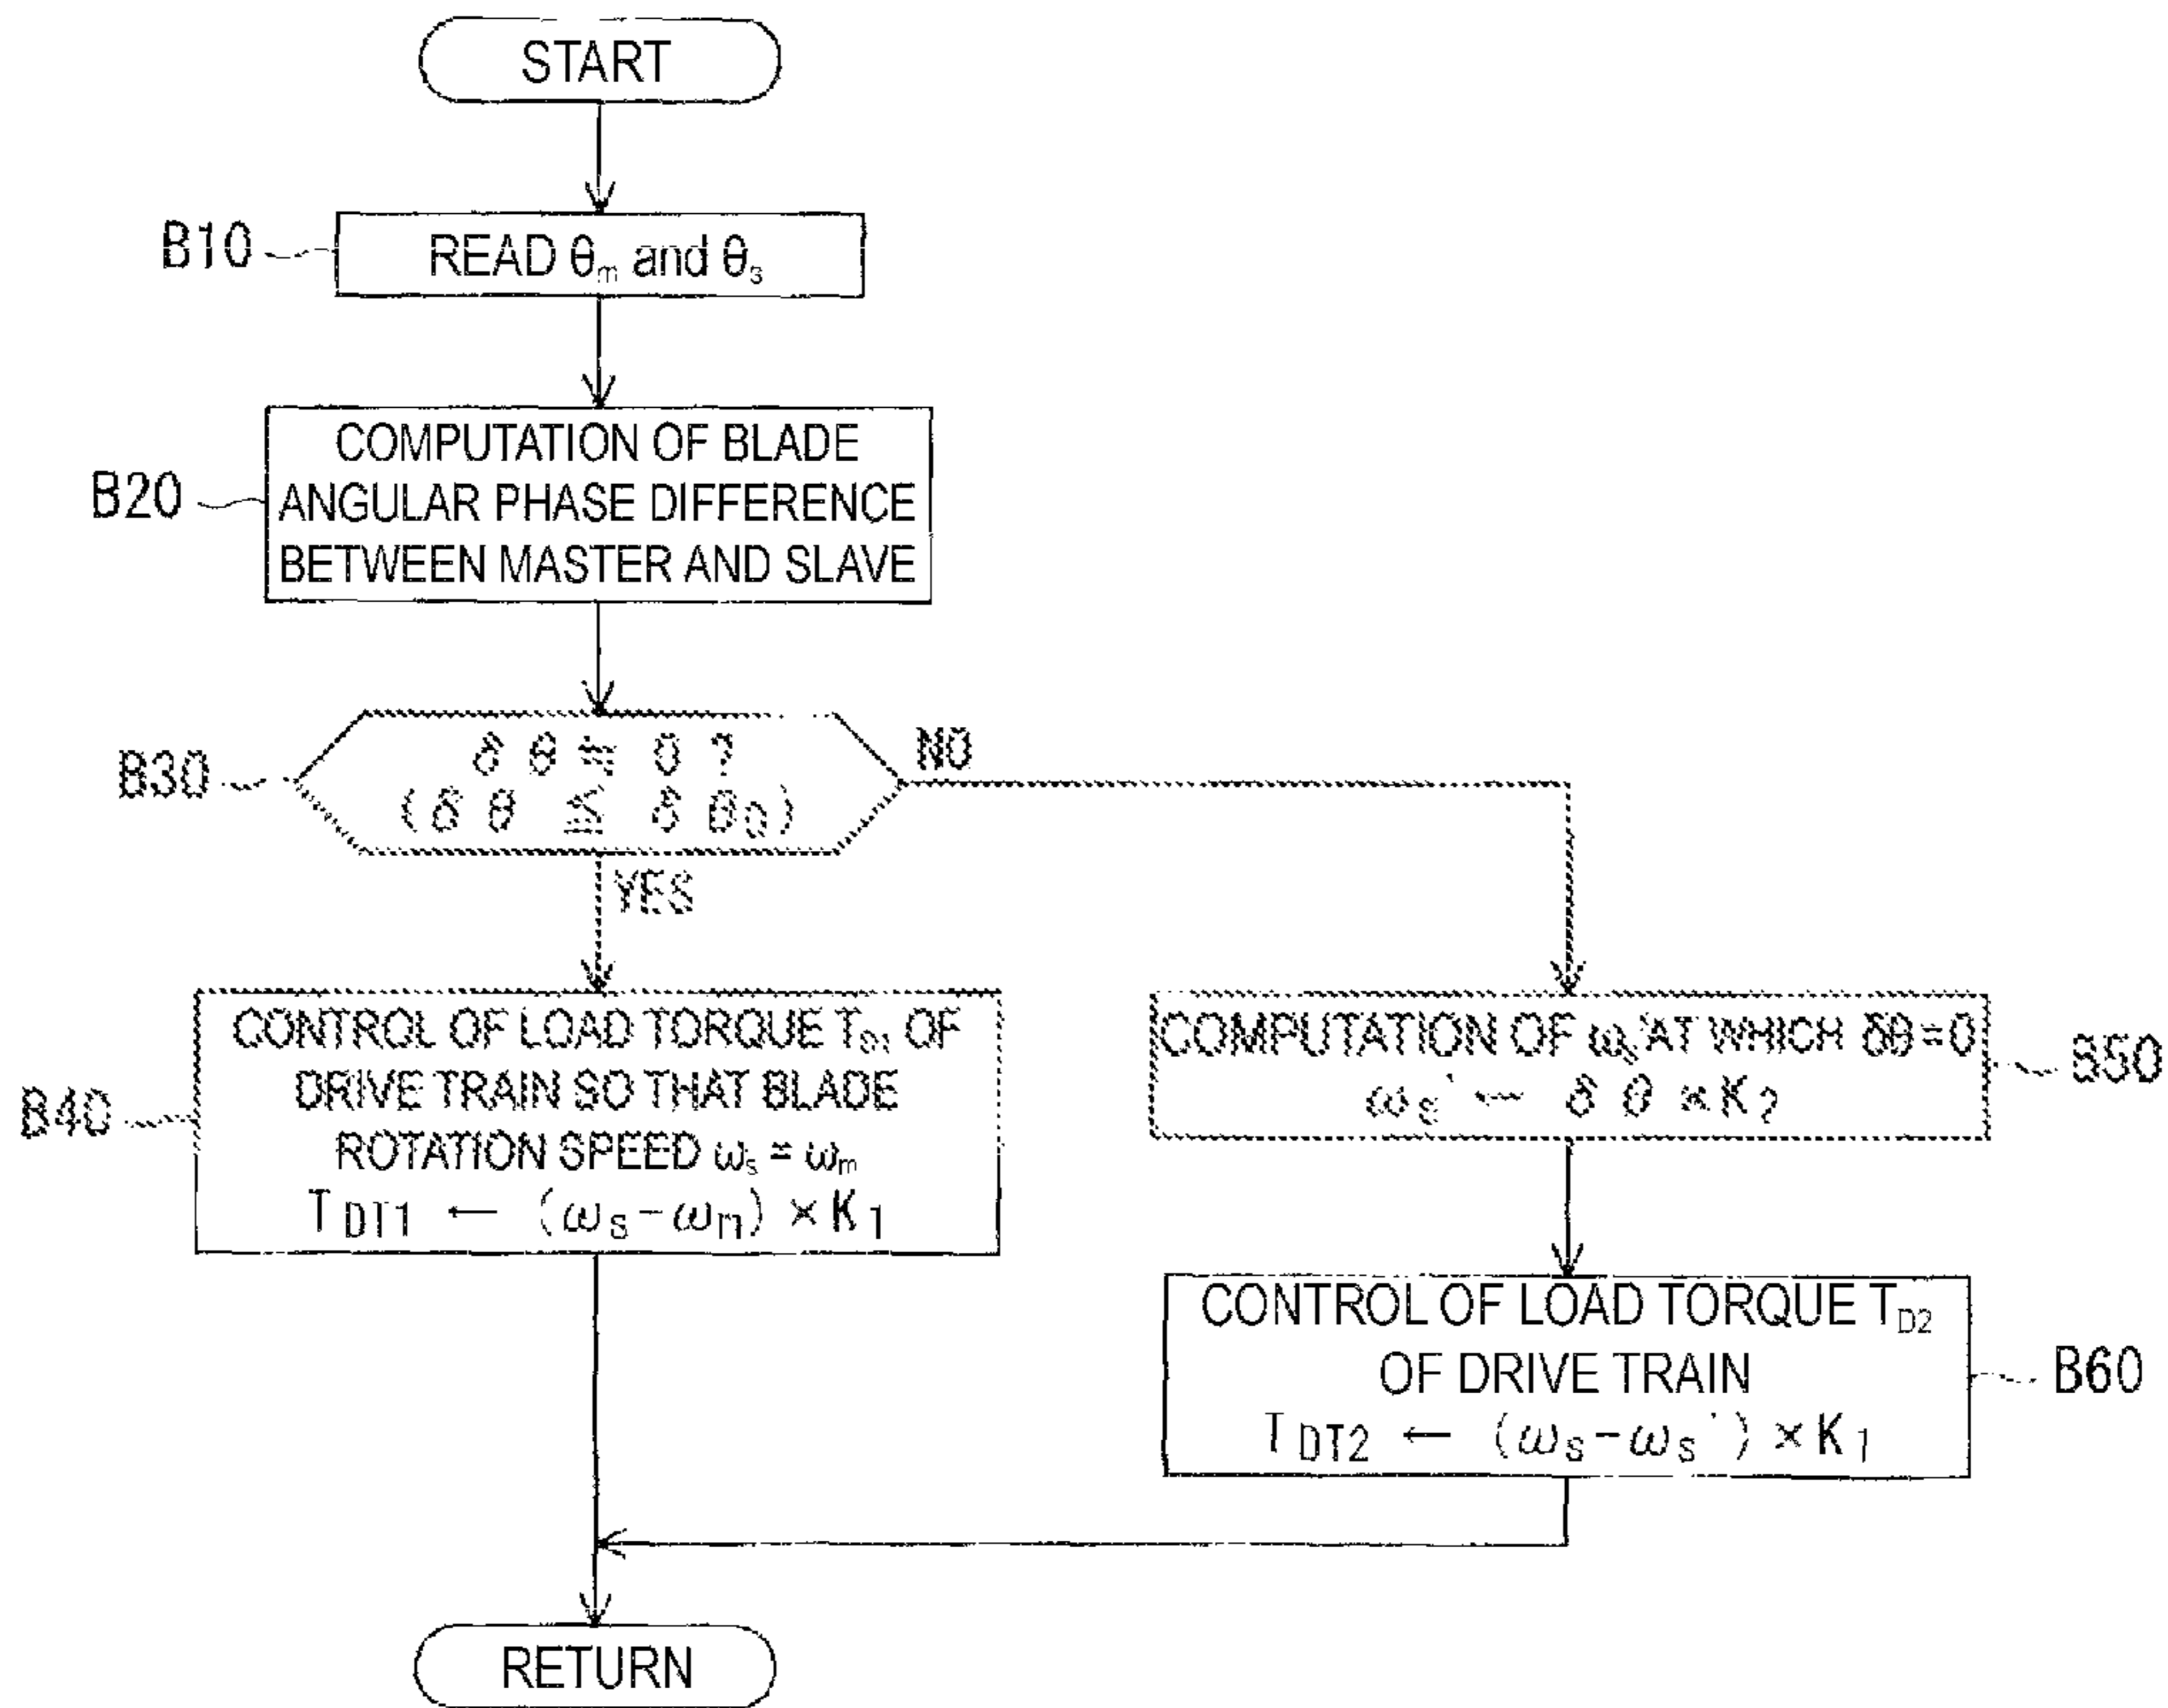 START
B10
READ θm and θs
B20
COMPUTATION OF BLADE
ANGULAR PHASE DIFFERENCE
BETWEEN MASTER AND SLAVE
B30
δθ≒0?
(δθ ≦ δθ0)
NO
YES
B40
CONTROL OF LOAD TORQUE TD1 OF
DRIVE TRAIN SO THAT BLADE
ROTATION SPEED ωs = ωm
TDT1 ← (ωs-ωm)×K1
COMPUTATION OF ωs' AT WHICH δθ=0
ωs' ← δθ×K2
B50
CONTROL OF LOAD TORQUE TD2
OF DRIVE TRAIN
TDT2 ← (ωs-ωs')×K1
B60
RETURN